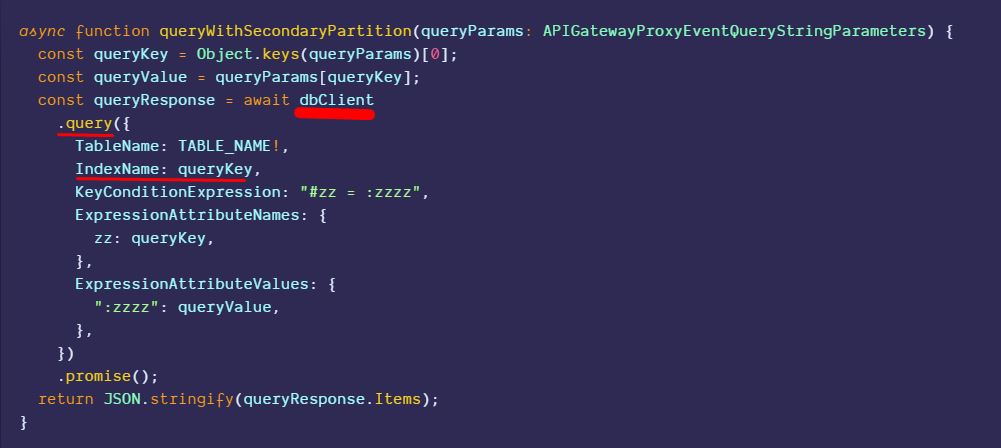 async function queryWithSecondaryPartition(queryParams: APIGatewayProxyEventQueryStringParameters) {
  const queryKey = Object.keys(queryParams)[0];
  const queryValue = queryParams[queryKey];
  const queryResponse = await dbClient
    .query({
      TableName: TABLE_NAME!,
      IndexName: queryKey,
      KeyConditionExpression: "#zz = :zzzz",
      ExpressionAttributeNames: {
        zz: queryKey,
      },
      ExpressionAttributeValues: {
        ":zzzz": queryValue,
      },
    })
    .promise();
  return JSON.stringify(queryResponse.Items);
}